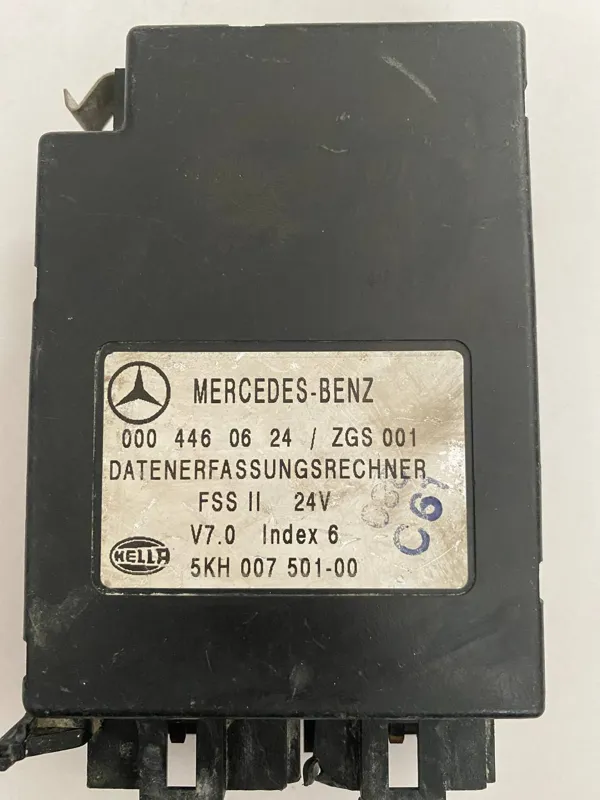 MERCEDES-BENZ
000 446 06 24 / ZGS 001
DATENERFASSUNGSRECHNER
FSS II 24V
V7.0 Index 6
HELLA 5KH 007 501-00
C61